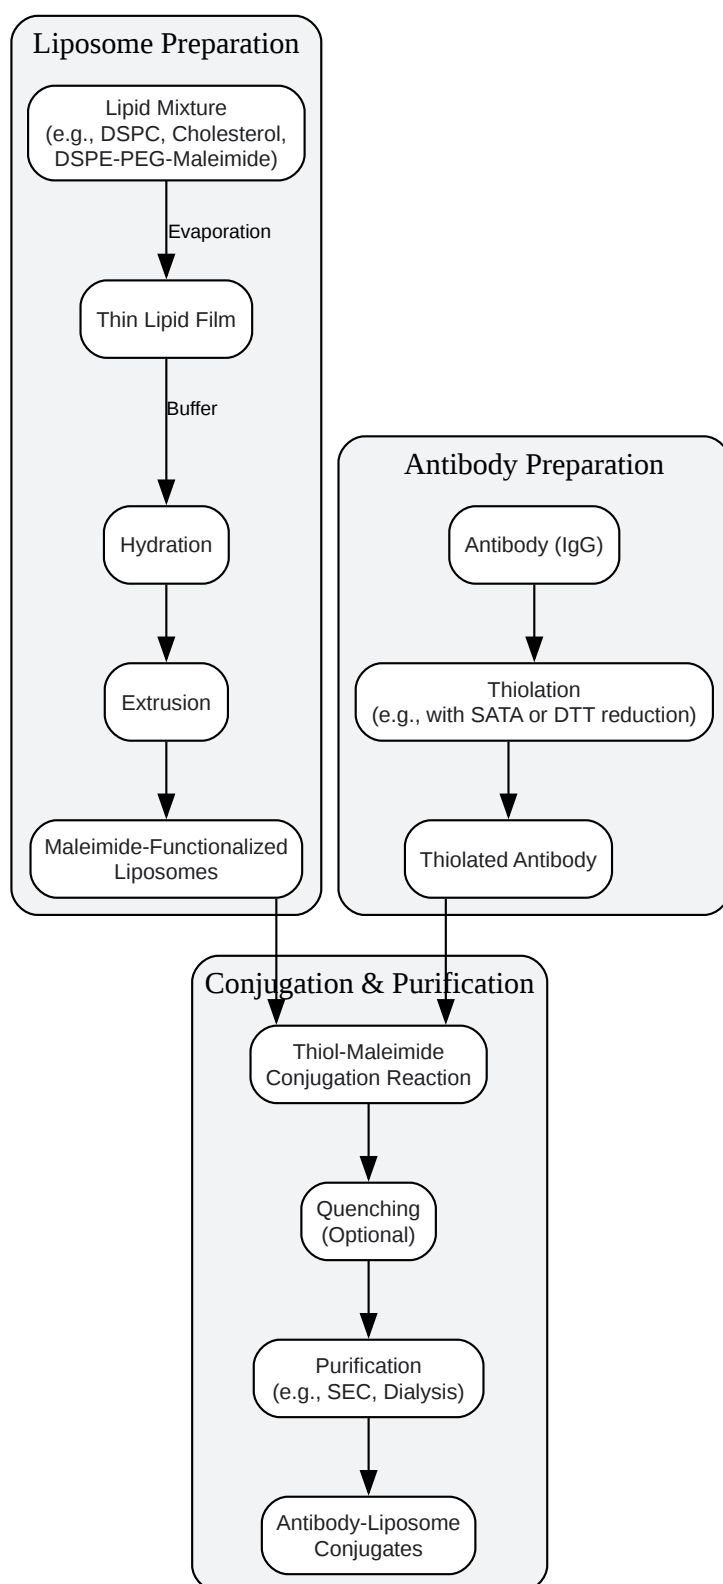 Liposome Preparation
Lipid Mixture
(e.g., DSPC, Cholesterol,
DSPE-PEG-Maleimide)
Evaporation
Thin Lipid Film
Buffer
Hydration
Extrusion
Maleimide-Functionalized
Liposomes
Antibody Preparation
Antibody (IgG)
Thiolation
(e.g., with SATA or DTT reduction)
Thiolated Antibody
Conjugation & Purification
Thiol-Maleimide
Conjugation Reaction
Quenching
(Optional)
Purification
(e.g., SEC, Dialysis)
Antibody-Liposome
Conjugates